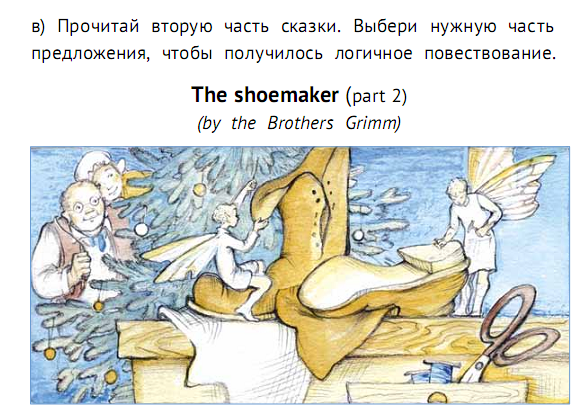 в) Прочитай вторую часть сказки. Выбери нужную часть
предложения, чтобы получилось логичное повествование.
The shoemaker (part 2)
(by the Brothers Grimm)